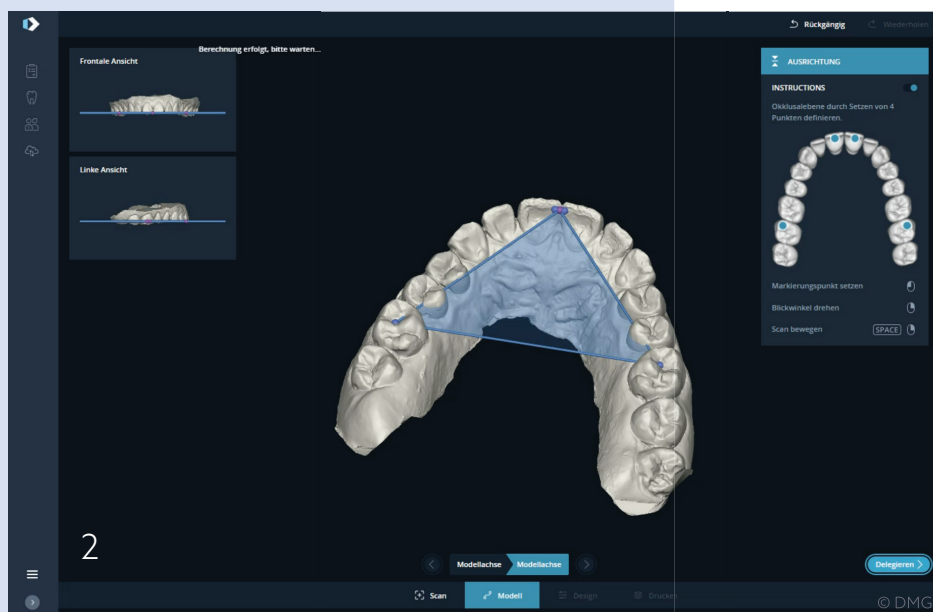 Rückgängig
Wiederholen
Berechnung erfolgt, bitte warten...
Frontale Ansicht
Linke Ansicht
AUSRICHTUNG
INSTRUCTIONS
Okklusalebene durch Setzen von 4
Punkten definieren.
Markierungspunkt setzen
Blickwinkel drehen
Scan bewegen
SPACE
2
Modellachse
Modellachse
Delegieren
Scan
Modell
Design
Drucken
© DMG